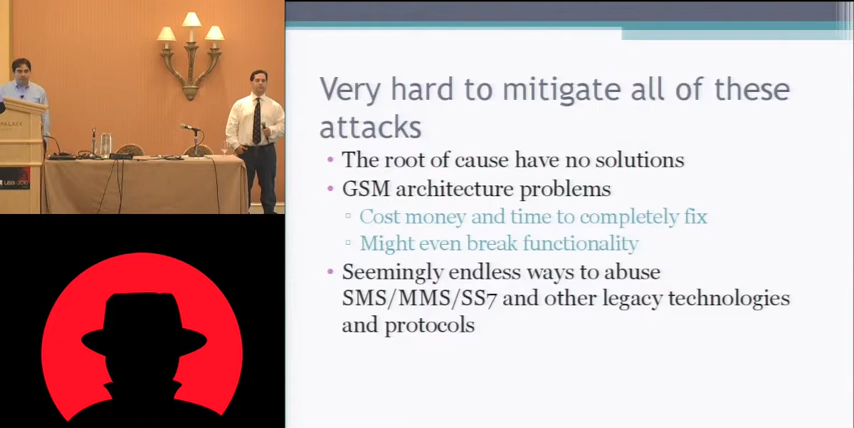 Very hard to mitigate all of these
attacks
• The root of cause have no solutions
• GSM architecture problems
▫ Cost money and time to completely fix
▫ Might even break functionality
• Seemingly endless ways to abuse
SMS/MMS/SS7 and other legacy technologies
and protocols